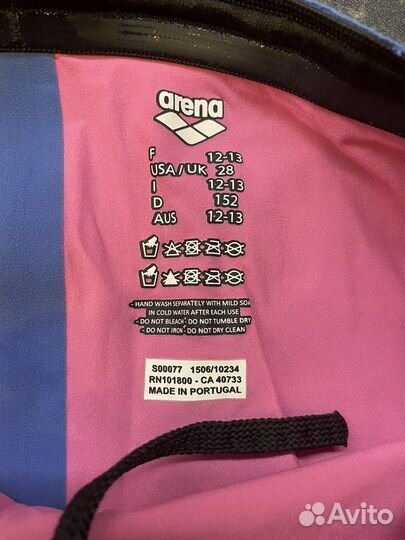 arena
F 12-13
USA/UK 28
I 12-13
D 152
AUS 12-13
HAND WASH SEPARATELY WITH MILD SOA
IN COLD WATER AFTER EACH USE
DO NOT BLEACH DO NOT TUMBLE DRY
DO NOT IRON DO NOT DRY CLEAN
S00077 1506/10234
RN101800 - CA 40733
MADE IN PORTUGAL
Avito